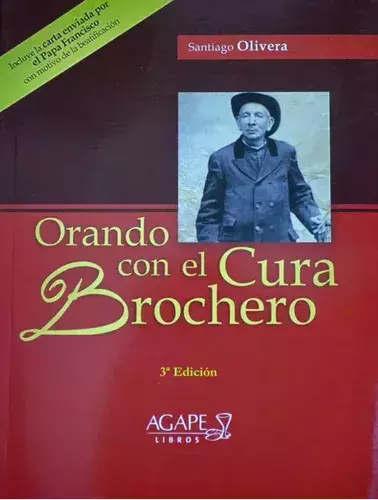 Incluye la carta enviada por
el Papa Francisco
con motivo de la beatificación
Santiago Olivera
Orando
con el Cura
Brochero
3ª Edición
AGAPE
LIBROS